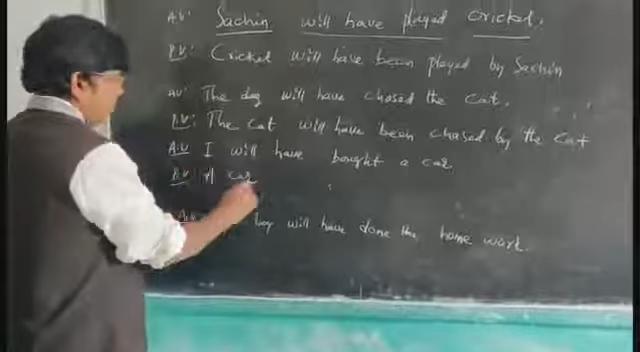 A.V: Sachin will have played cricket.
P.V: Cricket will have been played by Sachin
A.V: The dog will have chased the cat.
P.V: The cat will have been chased by the cat
A.V: I will have bought a car
P.V: A car
A.V: boy will have done the home work.